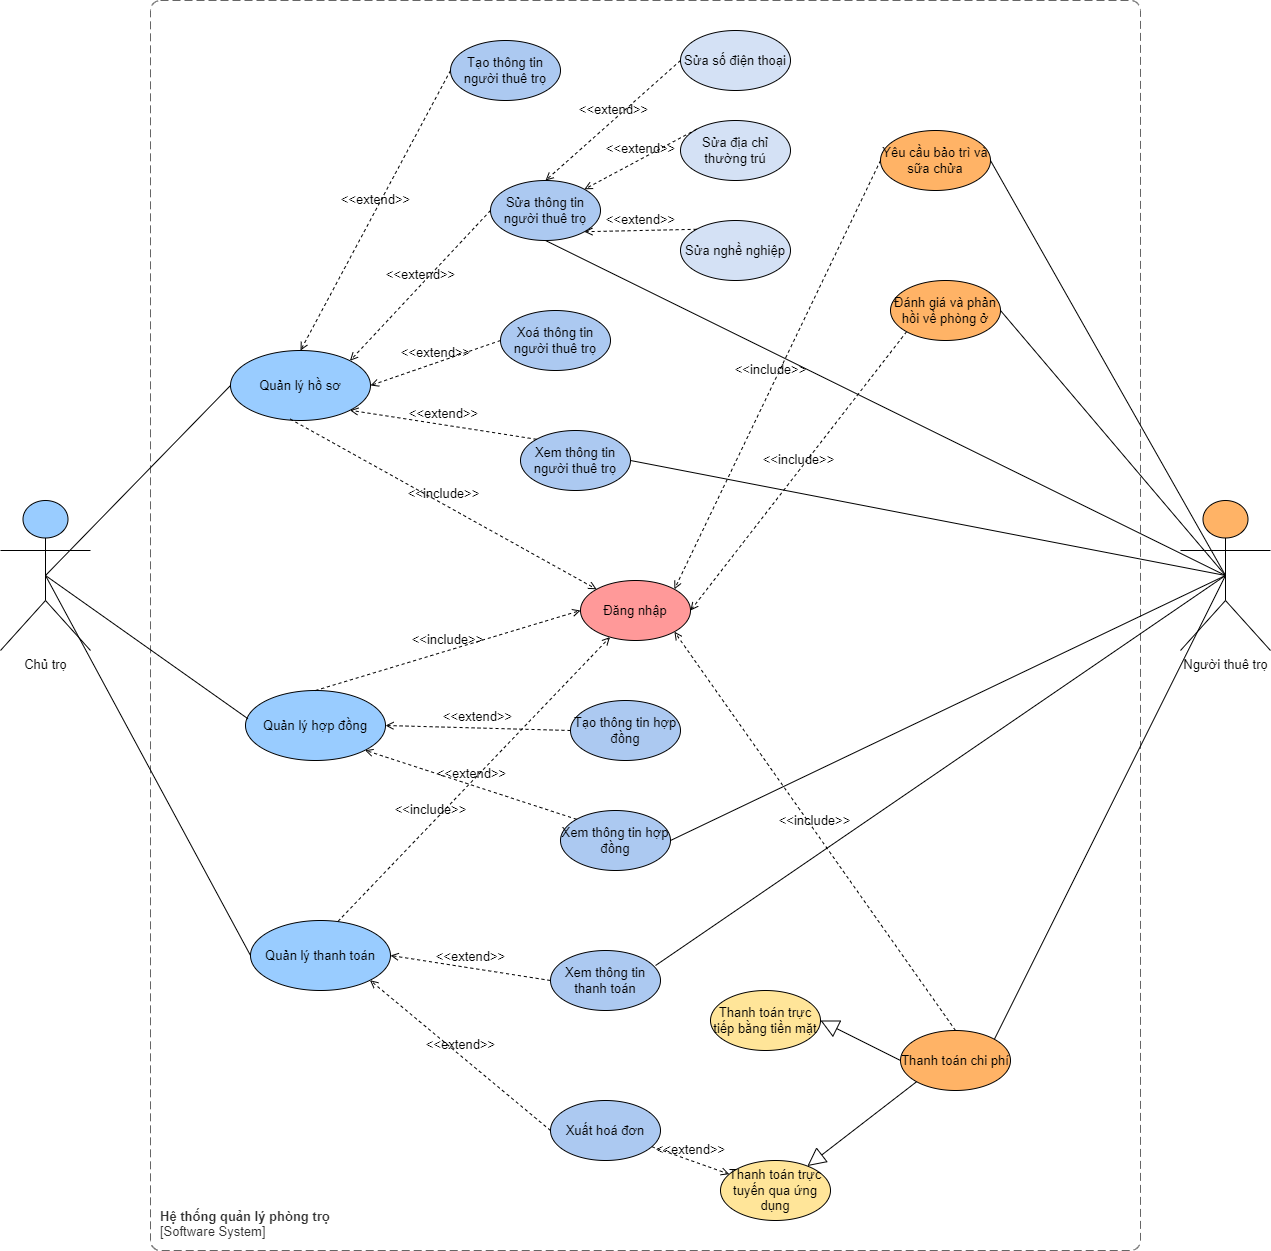 Tạo thông tin
người thuê trọ
Sửa số điện thoại
<<extend>>
Sửa địa chỉ
thường trú
<<extend>>
Yêu cầu bảo trì và
sữa chửa
<<extend>>
Sửa thông tin
người thuê trọ
<<extend>>
Sửa nghề nghiệp
<<extend>>
Đánh giá và phản
hồi về phòng ở
Xoá thông tin
người thuê trọ
<<extend>>
<<include>>
Quản lý hồ sơ
<<extend>>
Xem thông tin
người thuê trọ
<<include>>
<<include>>
Đăng nhập
<<include>>
Chủ trọ
Người thuê trọ
Quản lý hợp đồng
<<extend>>
Tạo thông tin hợp
đồng
<<extend>>
<<include>>
<<include>>
Xem thông tin hợp
đồng
Quản lý thanh toán
<<extend>>
Xem thông tin
thanh toán
Thanh toán trực
tiếp bằng tiền mặt
<<extend>>
Thanh toán chi phí
Xuất hoá đơn
<<extend>>
Thanh toán trực
tuyến qua ứng
dụng
Hệ thống quản lý phòng trọ
[Software System]